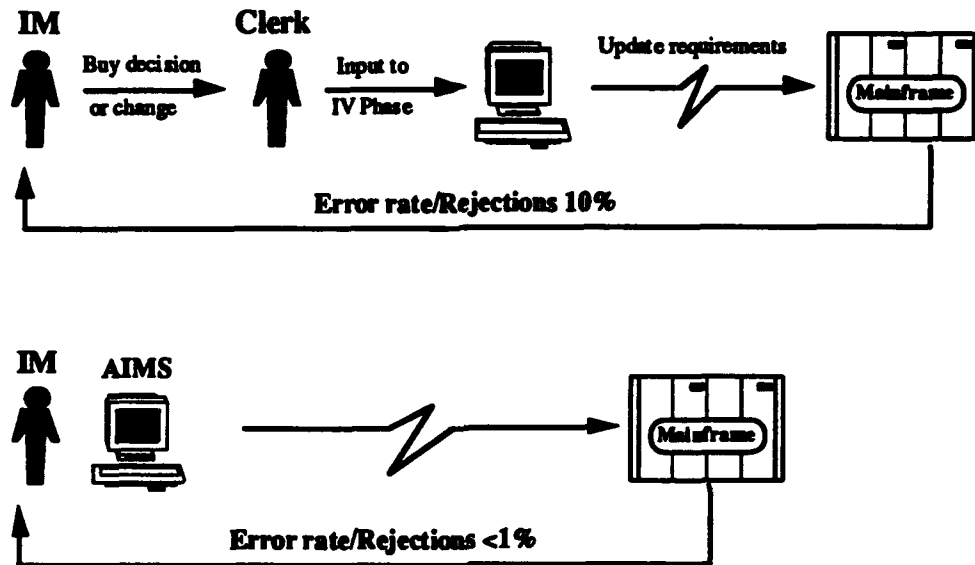 IM
Clerk
Buy decision
or change
Input to
IV Phase
Update requirements
Mainframe
Error rate/Rejections 10%
IM
AIMS
Mainframe
Error rate/Rejections <1%